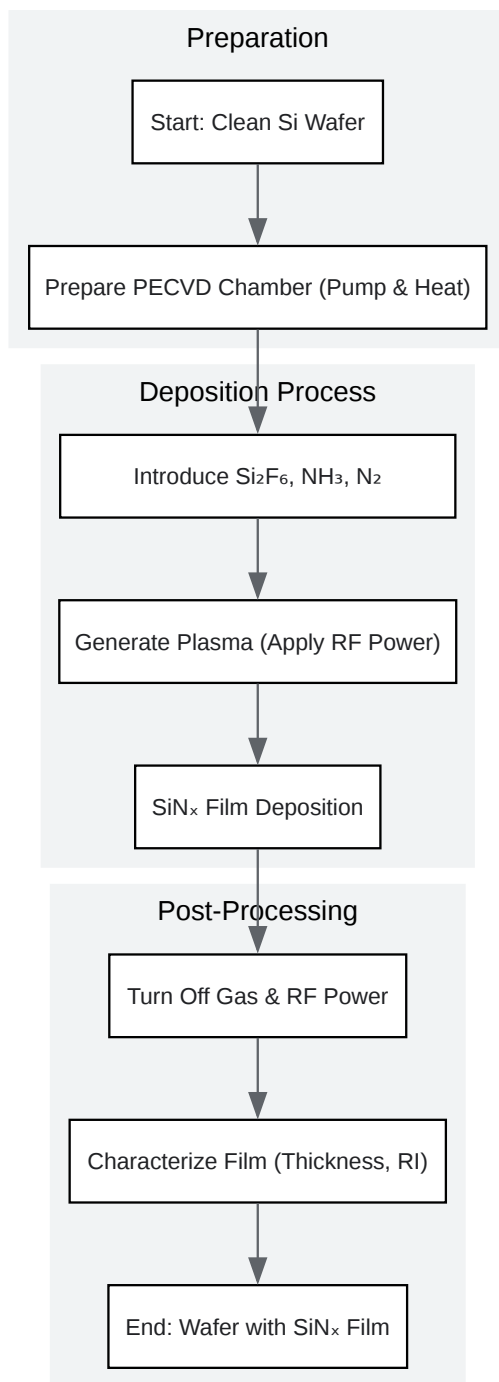 Preparation
Start: Clean Si Wafer
Prepare PECVD Chamber (Pump & Heat)
Deposition Process
Introduce Si₂F₆, NH₃, N₂
Generate Plasma (Apply RF Power)
SiNₓ Film Deposition
Post-Processing
Turn Off Gas & RF Power
Characterize Film (Thickness, RI)
End: Wafer with SiNₓ Film